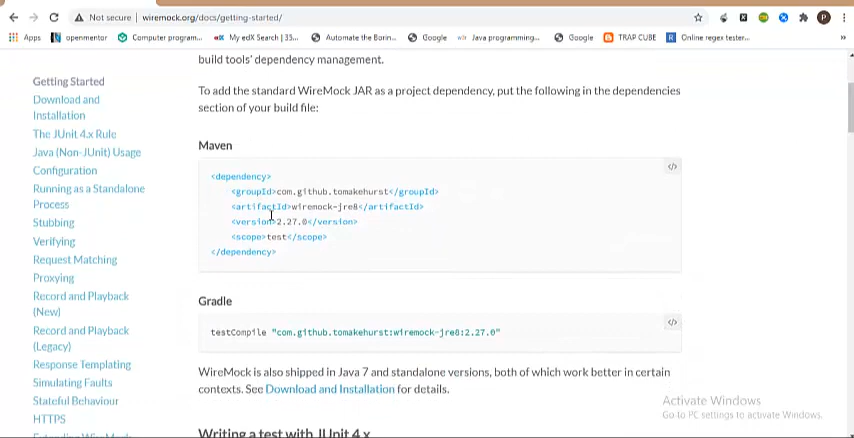 Not secure | wiremock.org/docs/getting-started/
P
Apps
openmentor
Computer program...
My edX Search | 35...
Automate the Borin...
Google
Java programming...
Google
TRAP CUBE
Online regex tester...
build tools' dependency management.
To add the standard WireMock JAR as a project dependency, put the following in the dependencies
section of your build file:
Maven
</>
<dependency>
<groupId>com.github.tomakehurst</groupId>
<artifactId>wiremock-jre8</artifactId>
<version>2.27.0</version>
<scope>test</scope>
</dependency>
Gradle
</>
testCompile "com.github.tomakehurst:wiremock-jre8:2.27.0"
WireMock is also shipped in Java 7 and standalone versions, both of which work better in certain
contexts. See Download and Installation for details.
Writing a test with JUnit 4.x
Getting Started
Download and
Installation
The JUnit 4.x Rule
Java (Non-JUnit) Usage
Configuration
Running as a Standalone
Process
Stubbing
Verifying
Request Matching
Proxying
Record and Playback
(New)
Record and Playback
(Legacy)
Response Templating
Simulating Faults
Stateful Behaviour
HTTPS
Extending WireMock
Activate Windows
Go to PC settings to activate Windows.